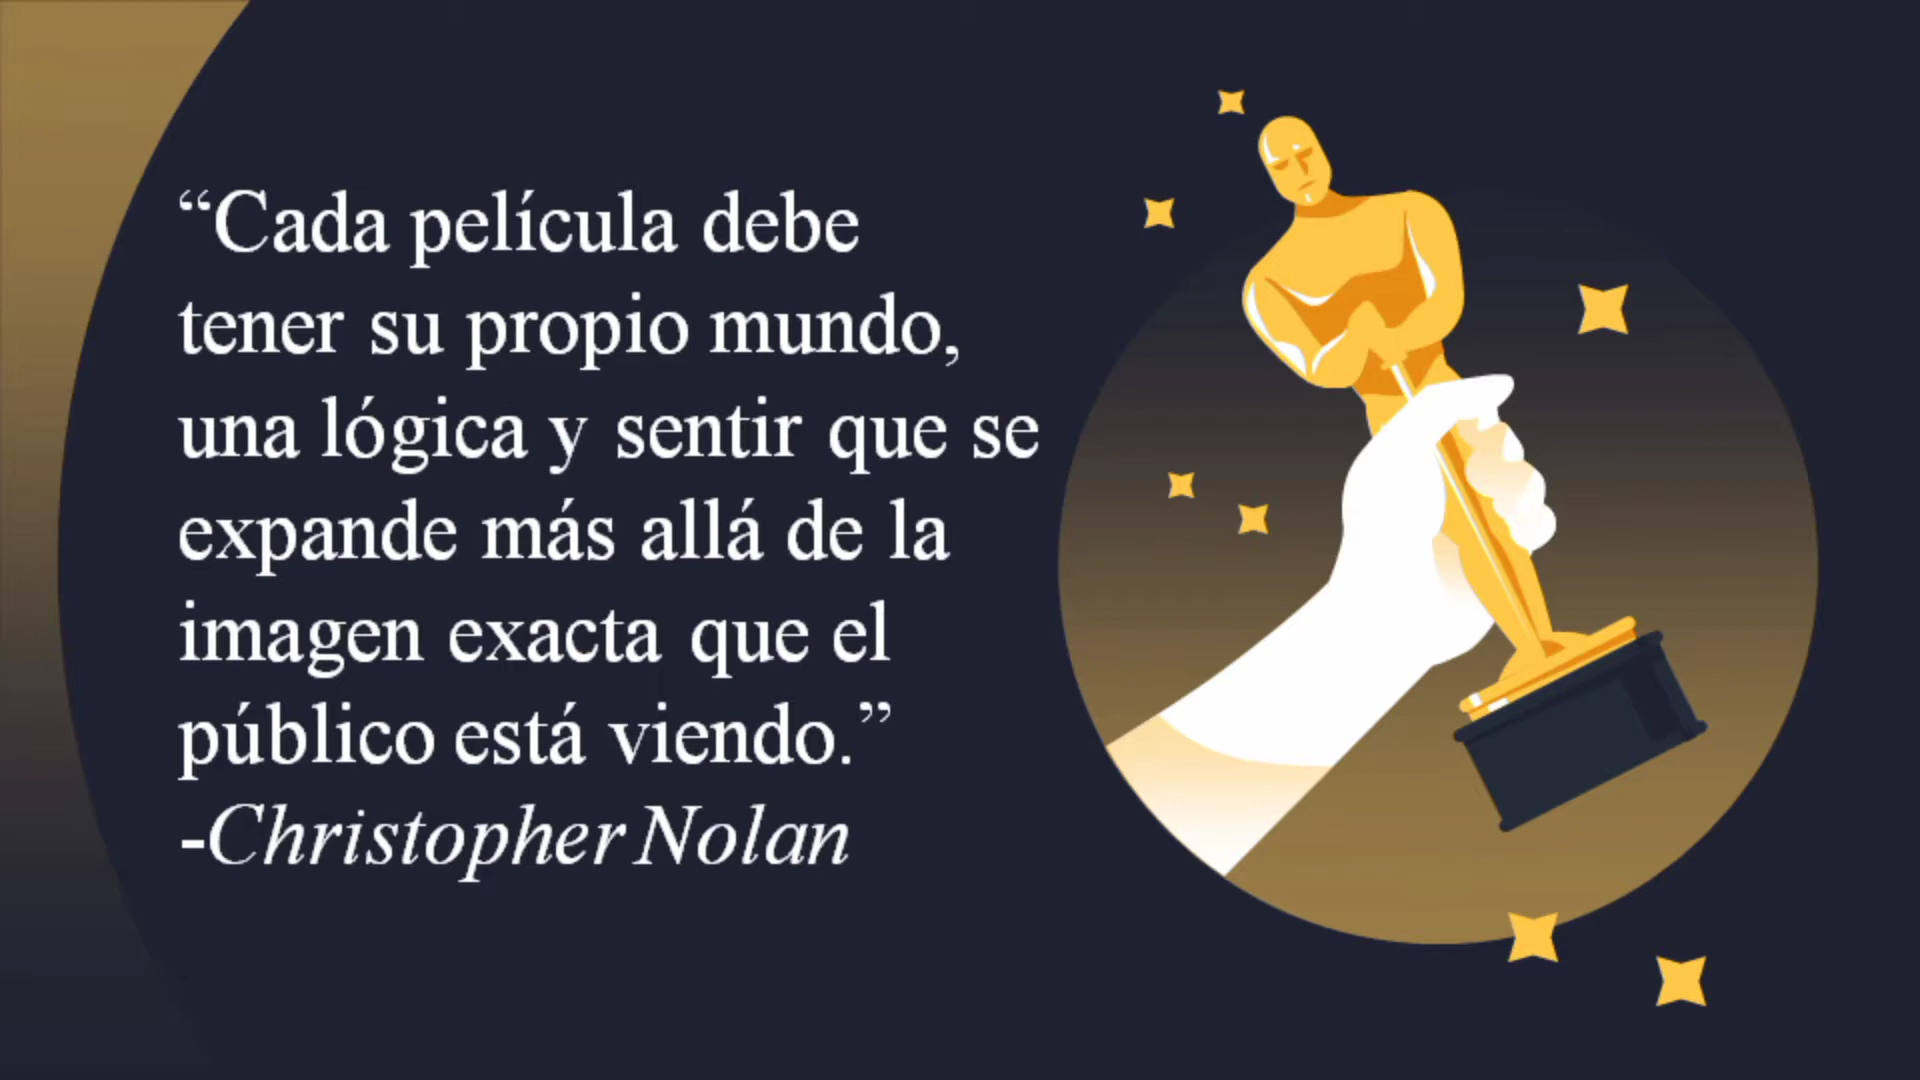 “Cada película debe
tener su propio mundo,
una lógica y sentir que se
expande más allá de la
imagen exacta que el
público está viendo.”
-Christopher Nolan